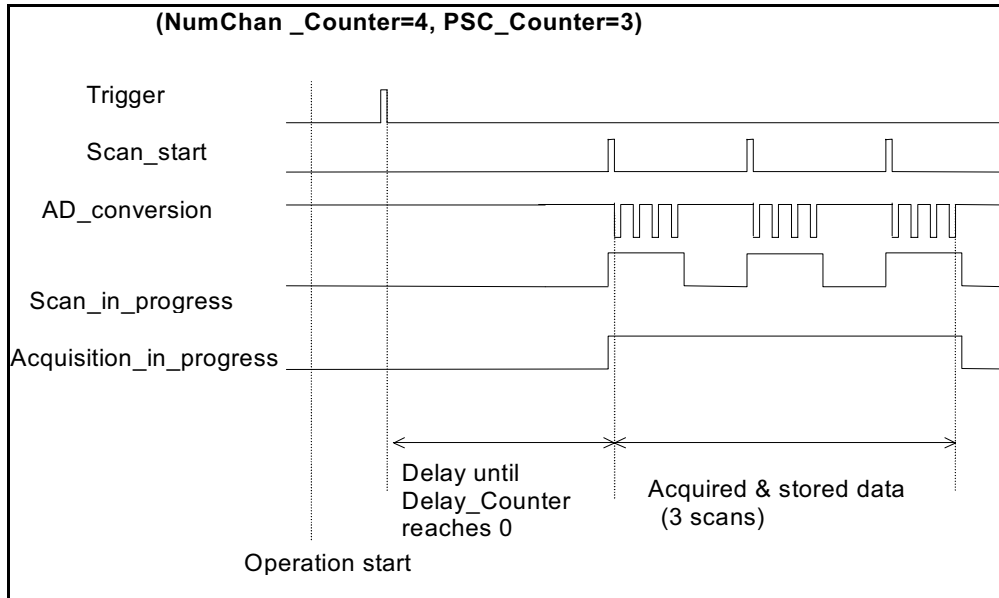 (NumChan _Counter=4, PSC_Counter=3)
Trigger
Scan_start
AD_conversion
Scan_in_progress
Acquisition_in_progress
Delay until
Delay_Counter
reaches 0
Acquired & stored data
(3 scans)
Operation start